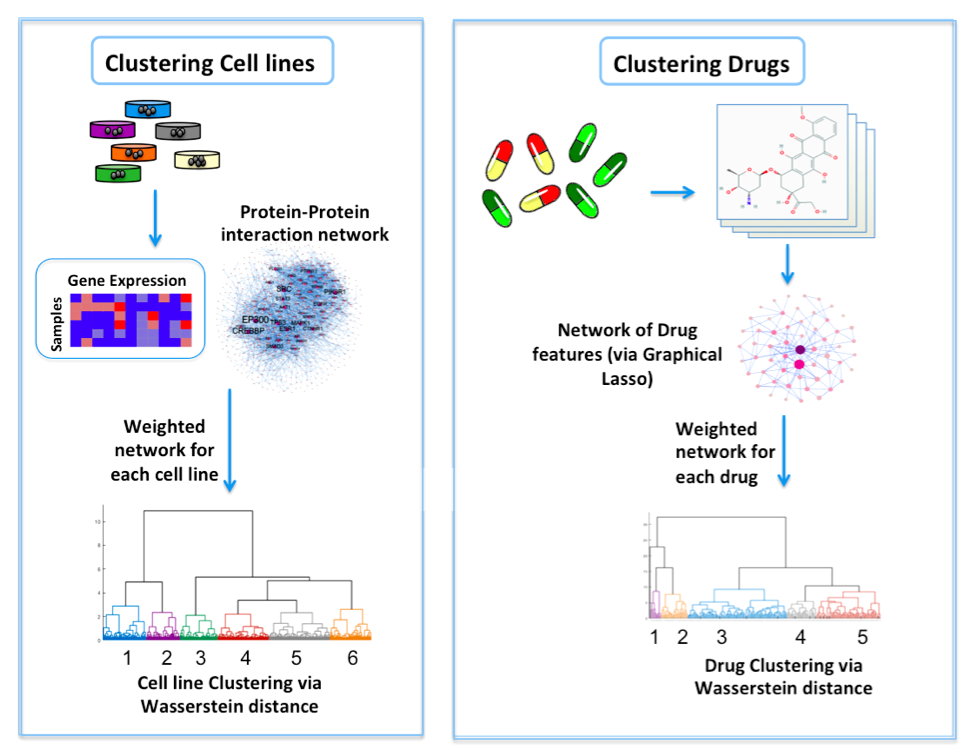 Clustering Cell lines
Protein-Protein
interaction network
Gene Expression
Samples
SRC
EP300
CREBBP
ESR1
Weighted
network for
each cell line
10
8
6
4
2
0
1 2 3 4 5 6
Cell line Clustering via
Wasserstein distance
Clustering Drugs
Network of Drug
features (via Graphical
Lasso)
Weighted
network for
each drug
1 2 3 4 5
Drug Clustering via
Wasserstein distance